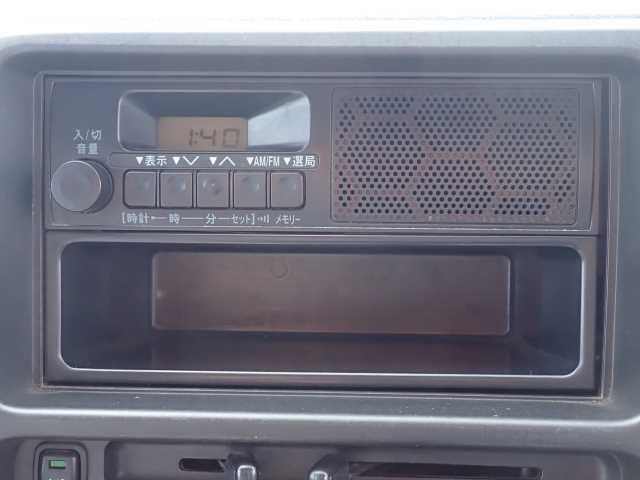 1:40
入/切
音量
▼表示 ▼∨ ▼∧ ▼AM/FM ▼選局
[時計 時 分 セット] メモリー